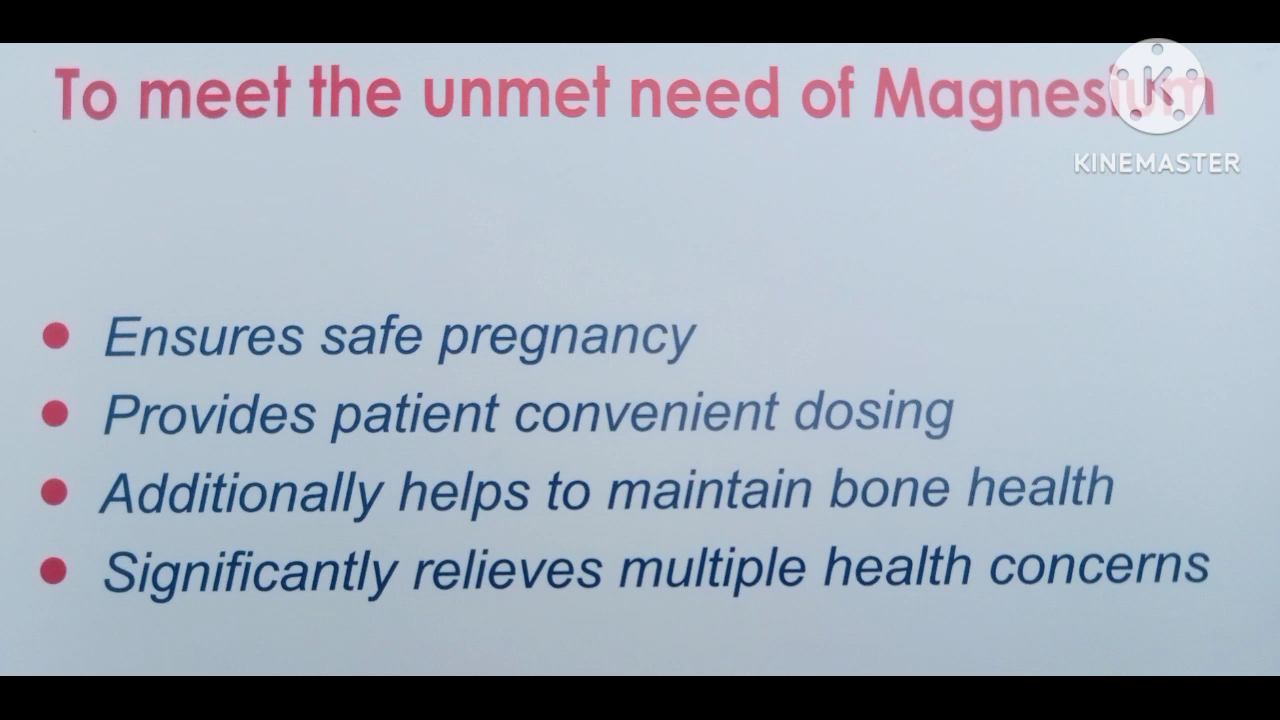 To meet the unmet need of Magnesium
KINEMASTER
Ensures safe pregnancy
Provides patient convenient dosing
Additionally helps to maintain bone health
Significantly relieves multiple health concerns